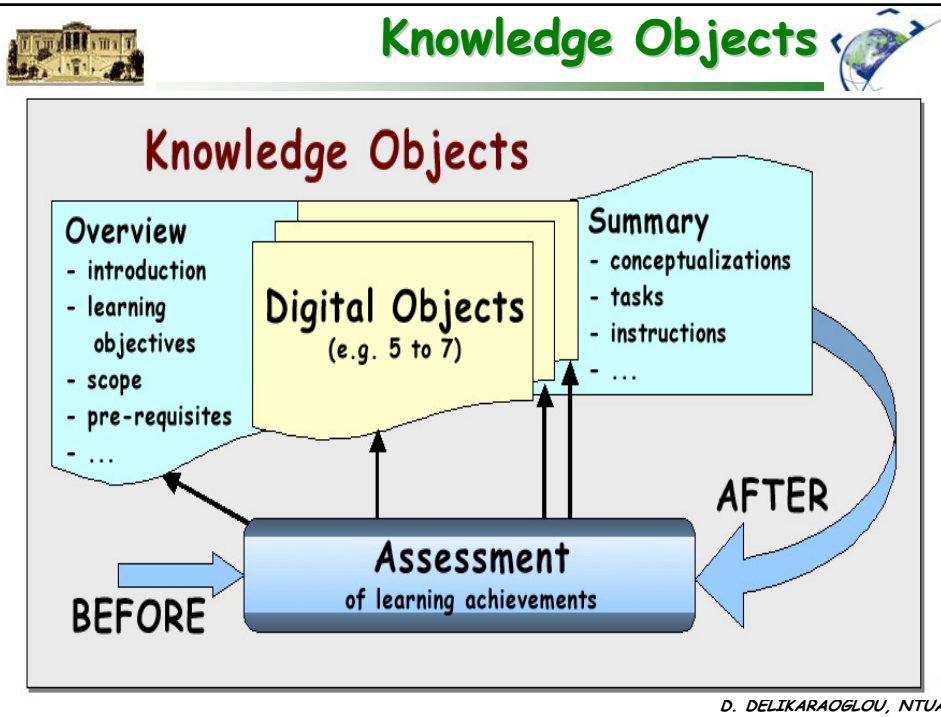 Knowledge Objects
Knowledge Objects
Overview
- introduction
- learning
objectives
- scope
- pre-requisites
- ...
Digital Objects
(e.g. 5 to 7)
Summary
- conceptualizations
- tasks
- instructions
- ...
AFTER
BEFORE
Assessment
of learning achievements
D. DELIKARAOGLOU, NTUA